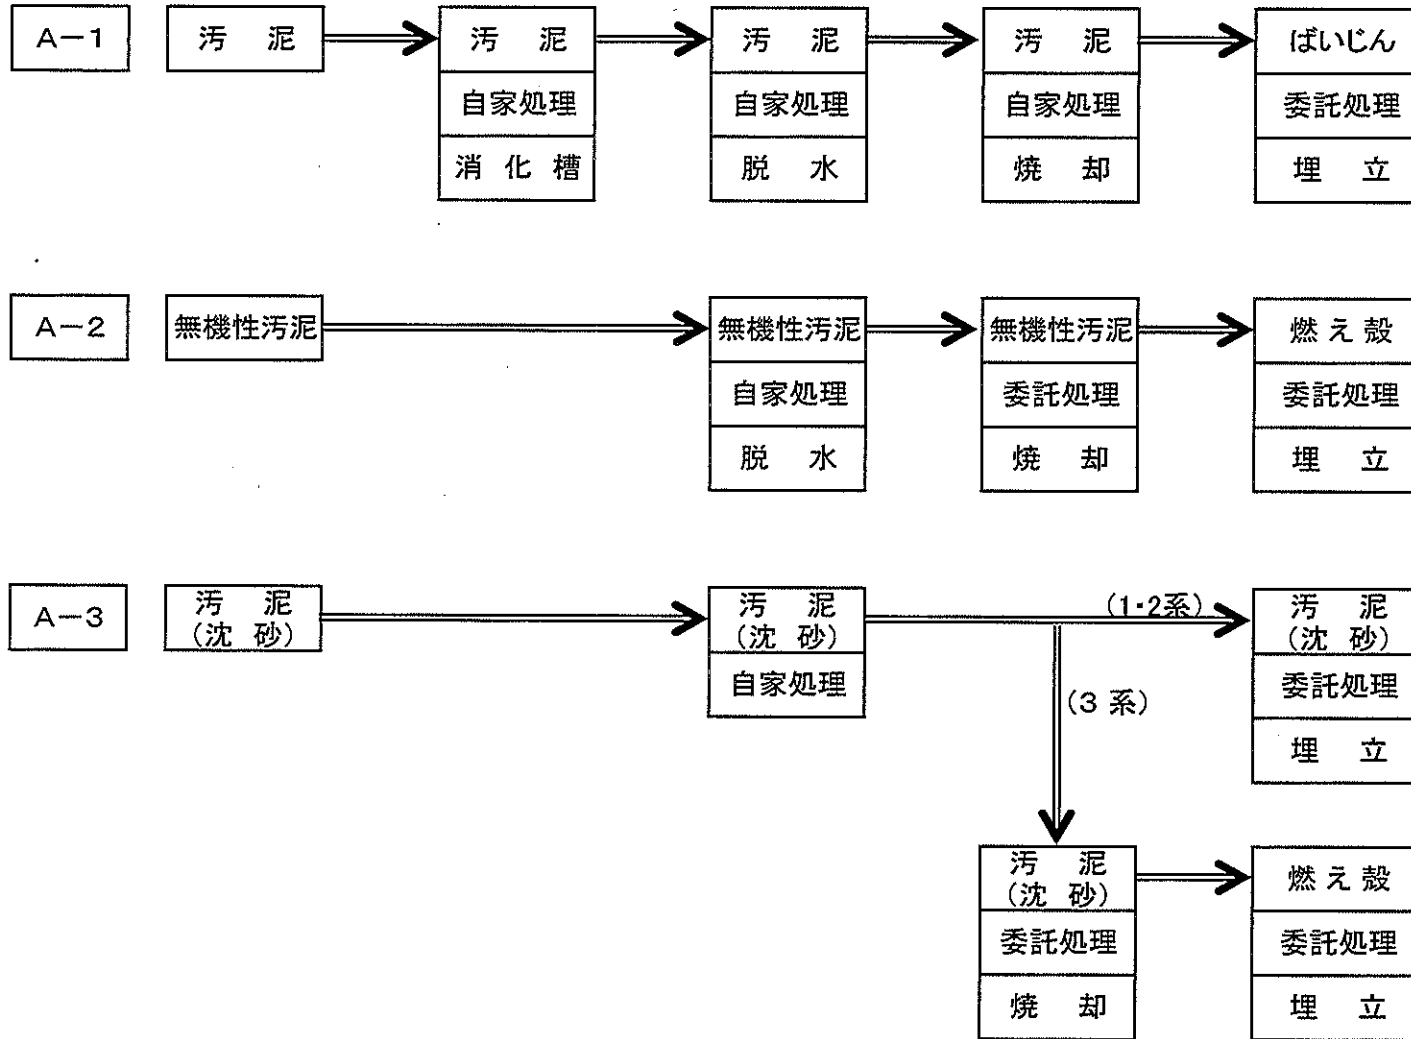 A-1
汚 泥
汚 泥
自家処理
消 化 槽
汚 泥
自家処理
脱 水
汚 泥
自家処理
焼 却
ばいじん
委託処理
埋 立
A-2
無機性汚泥
無機性汚泥
自家処理
脱 水
無機性汚泥
委託処理
焼 却
燃 え 殻
委託処理
埋 立
A-3
汚 泥
(沈 砂)
汚 泥
(沈 砂)
自家処理
(1・2系)
汚 泥
(沈 砂)
委託処理
埋 立
(3 系)
汚 泥
(沈 砂)
委託処理
焼 却
燃 え 殻
委託処理
埋 立